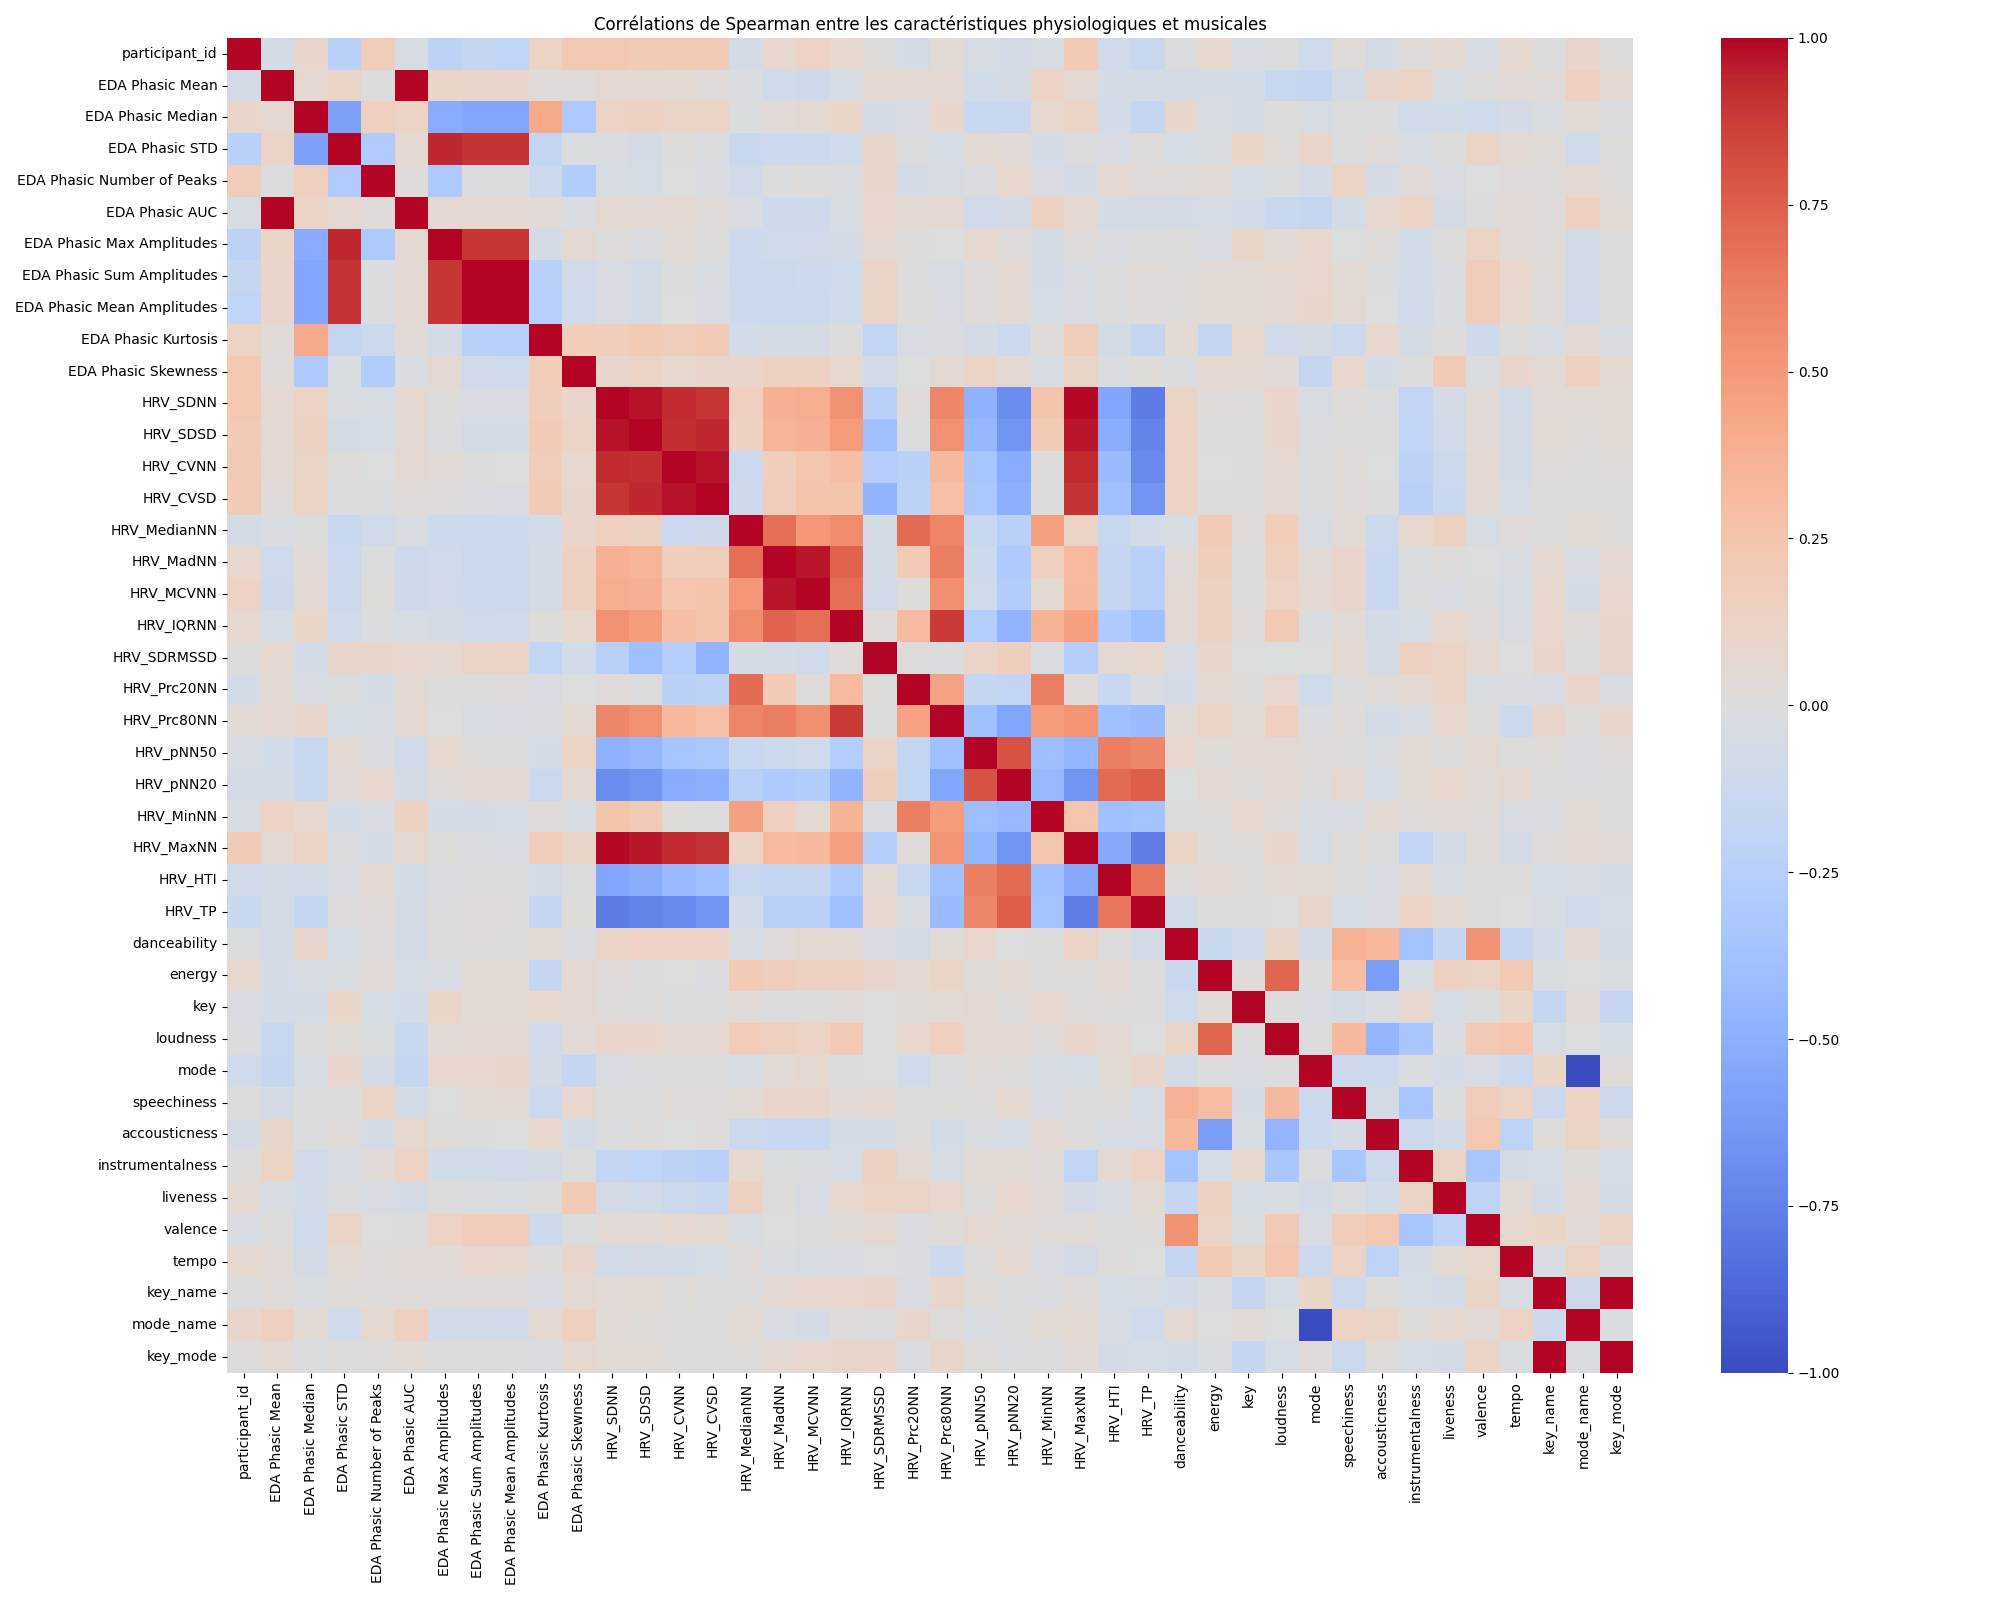 Corrélations de Spearman entre les caractéristiques physiologiques et musicales
participant_id
EDA Phasic Mean
EDA Phasic Median
EDA Phasic STD
EDA Phasic Number of Peaks
EDA Phasic AUC
EDA Phasic Max Amplitudes
EDA Phasic Sum Amplitudes
EDA Phasic Mean Amplitudes
EDA Phasic Kurtosis
EDA Phasic Skewness
HRV_SDNN
HRV_SDSD
HRV_CVNN
HRV_CVSD
HRV_MedianNN
HRV_MadNN
HRV_MCVNN
HRV_IQRNN
HRV_SDRMSSD
HRV_Prc20NN
HRV_Prc80NN
HRV_pNN50
HRV_pNN20
HRV_MinNN
HRV_MaxNN
HRV_HTI
HRV_TP
danceability
energy
key
loudness
mode
speechiness
accousticness
instrumentalness
liveness
valence
tempo
key_name
mode_name
key_mode
participant_id
EDA Phasic Mean
EDA Phasic Median
EDA Phasic STD
EDA Phasic Number of Peaks
EDA Phasic AUC
EDA Phasic Max Amplitudes
EDA Phasic Sum Amplitudes
EDA Phasic Mean Amplitudes
EDA Phasic Kurtosis
EDA Phasic Skewness
HRV_SDNN
HRV_SDSD
HRV_CVNN
HRV_CVSD
HRV_MedianNN
HRV_MadNN
HRV_MCVNN
HRV_IQRNN
HRV_SDRMSSD
HRV_Prc20NN
HRV_Prc80NN
HRV_pNN50
HRV_pNN20
HRV_MinNN
HRV_MaxNN
HRV_HTI
HRV_TP
danceability
energy
key
loudness
mode
speechiness
accousticness
instrumentalness
liveness
valence
tempo
key_name
mode_name
key_mode
1.00
0.75
0.50
0.25
0.00
−0.25
−0.50
−0.75
−1.00